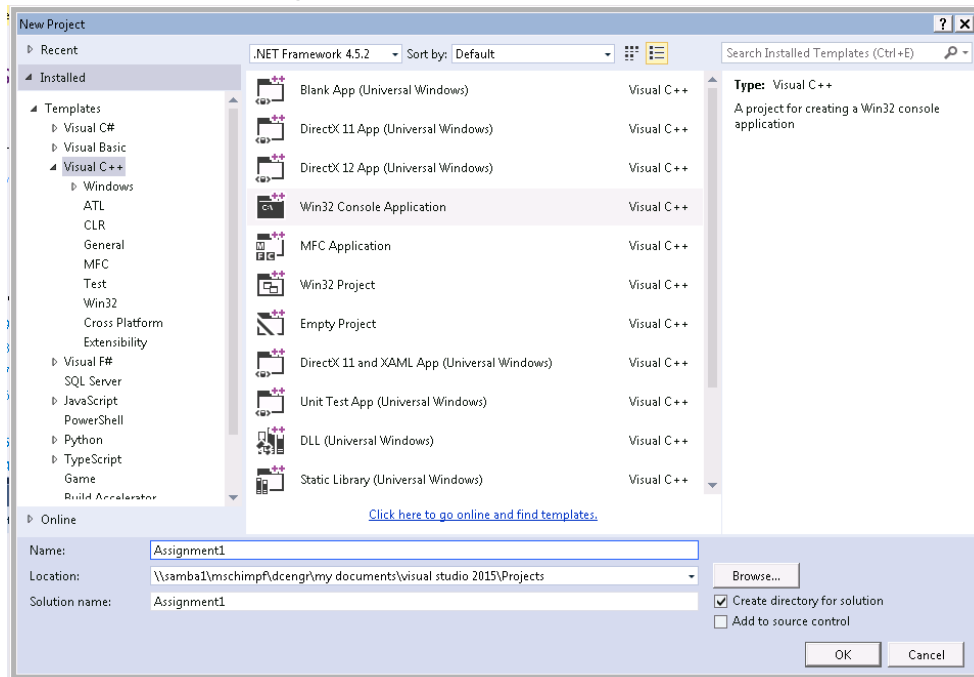 New Project
? x
Recent
.NET Framework 4.5.2
Sort by: Default
Search Installed Templates (Ctrl+E)
Installed
Templates
Visual C#
Visual Basic
Visual C++
Windows
ATL
CLR
General
MFC
Test
Win32
Cross Platform
Extensibility
Visual F#
SQL Server
JavaScript
PowerShell
Python
TypeScript
Game
Build Accelerator
Online
Blank App (Universal Windows) Visual C++
DirectX 11 App (Universal Windows) Visual C++
DirectX 12 App (Universal Windows) Visual C++
Win32 Console Application Visual C++
MFC Application Visual C++
Win32 Project Visual C++
Empty Project Visual C++
DirectX 11 and XAML App (Universal Windows) Visual C++
Unit Test App (Universal Windows) Visual C++
DLL (Universal Windows) Visual C++
Static Library (Universal Windows) Visual C++
Click here to go online and find templates.
Type: Visual C++
A project for creating a Win32 console
application
Name: Assignment1
Location: \\samba1\mschimpf\dcengr\my documents\visual studio 2015\Projects
Browse...
Solution name: Assignment1
Create directory for solution
Add to source control
OK Cancel